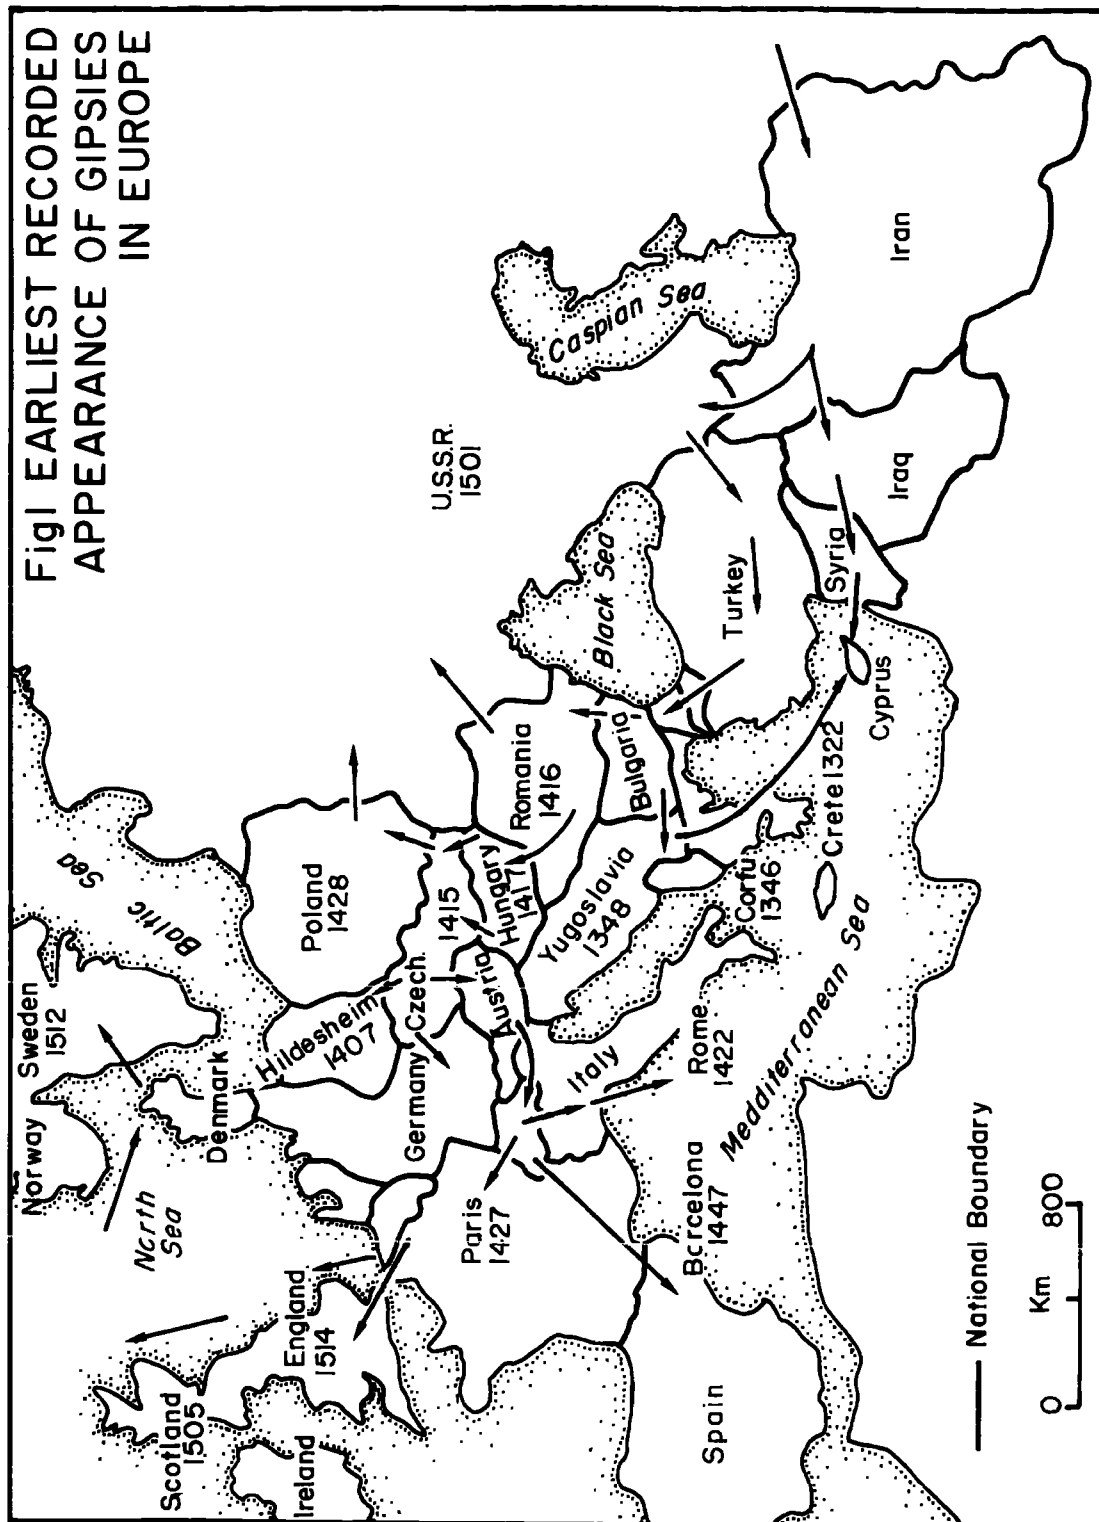 Fig1 EARLIEST RECORDED
APPEARANCE OF GIPSIES
IN EUROPE
Norway
Sweden
1512
Baltic Sea
North
Sea
Denmark
Scotland
1505
Ireland
England
1514
Hildesheim
1407
Poland
1428
U.S.S.R.
1501
Germany
Czech.
1415
Paris
1427
Austria
Hungary
1417
Romania
1416
Caspian Sea
Black Sea
Italy
Yugoslavia
1348
Bulgaria
Turkey
Spain
Barcelona
1447
Rome
1422
Corfu
1346
Crete 1322
Cyprus
Syria
Iraq
Iran
Medditerranean Sea
National Boundary
0 Km 800